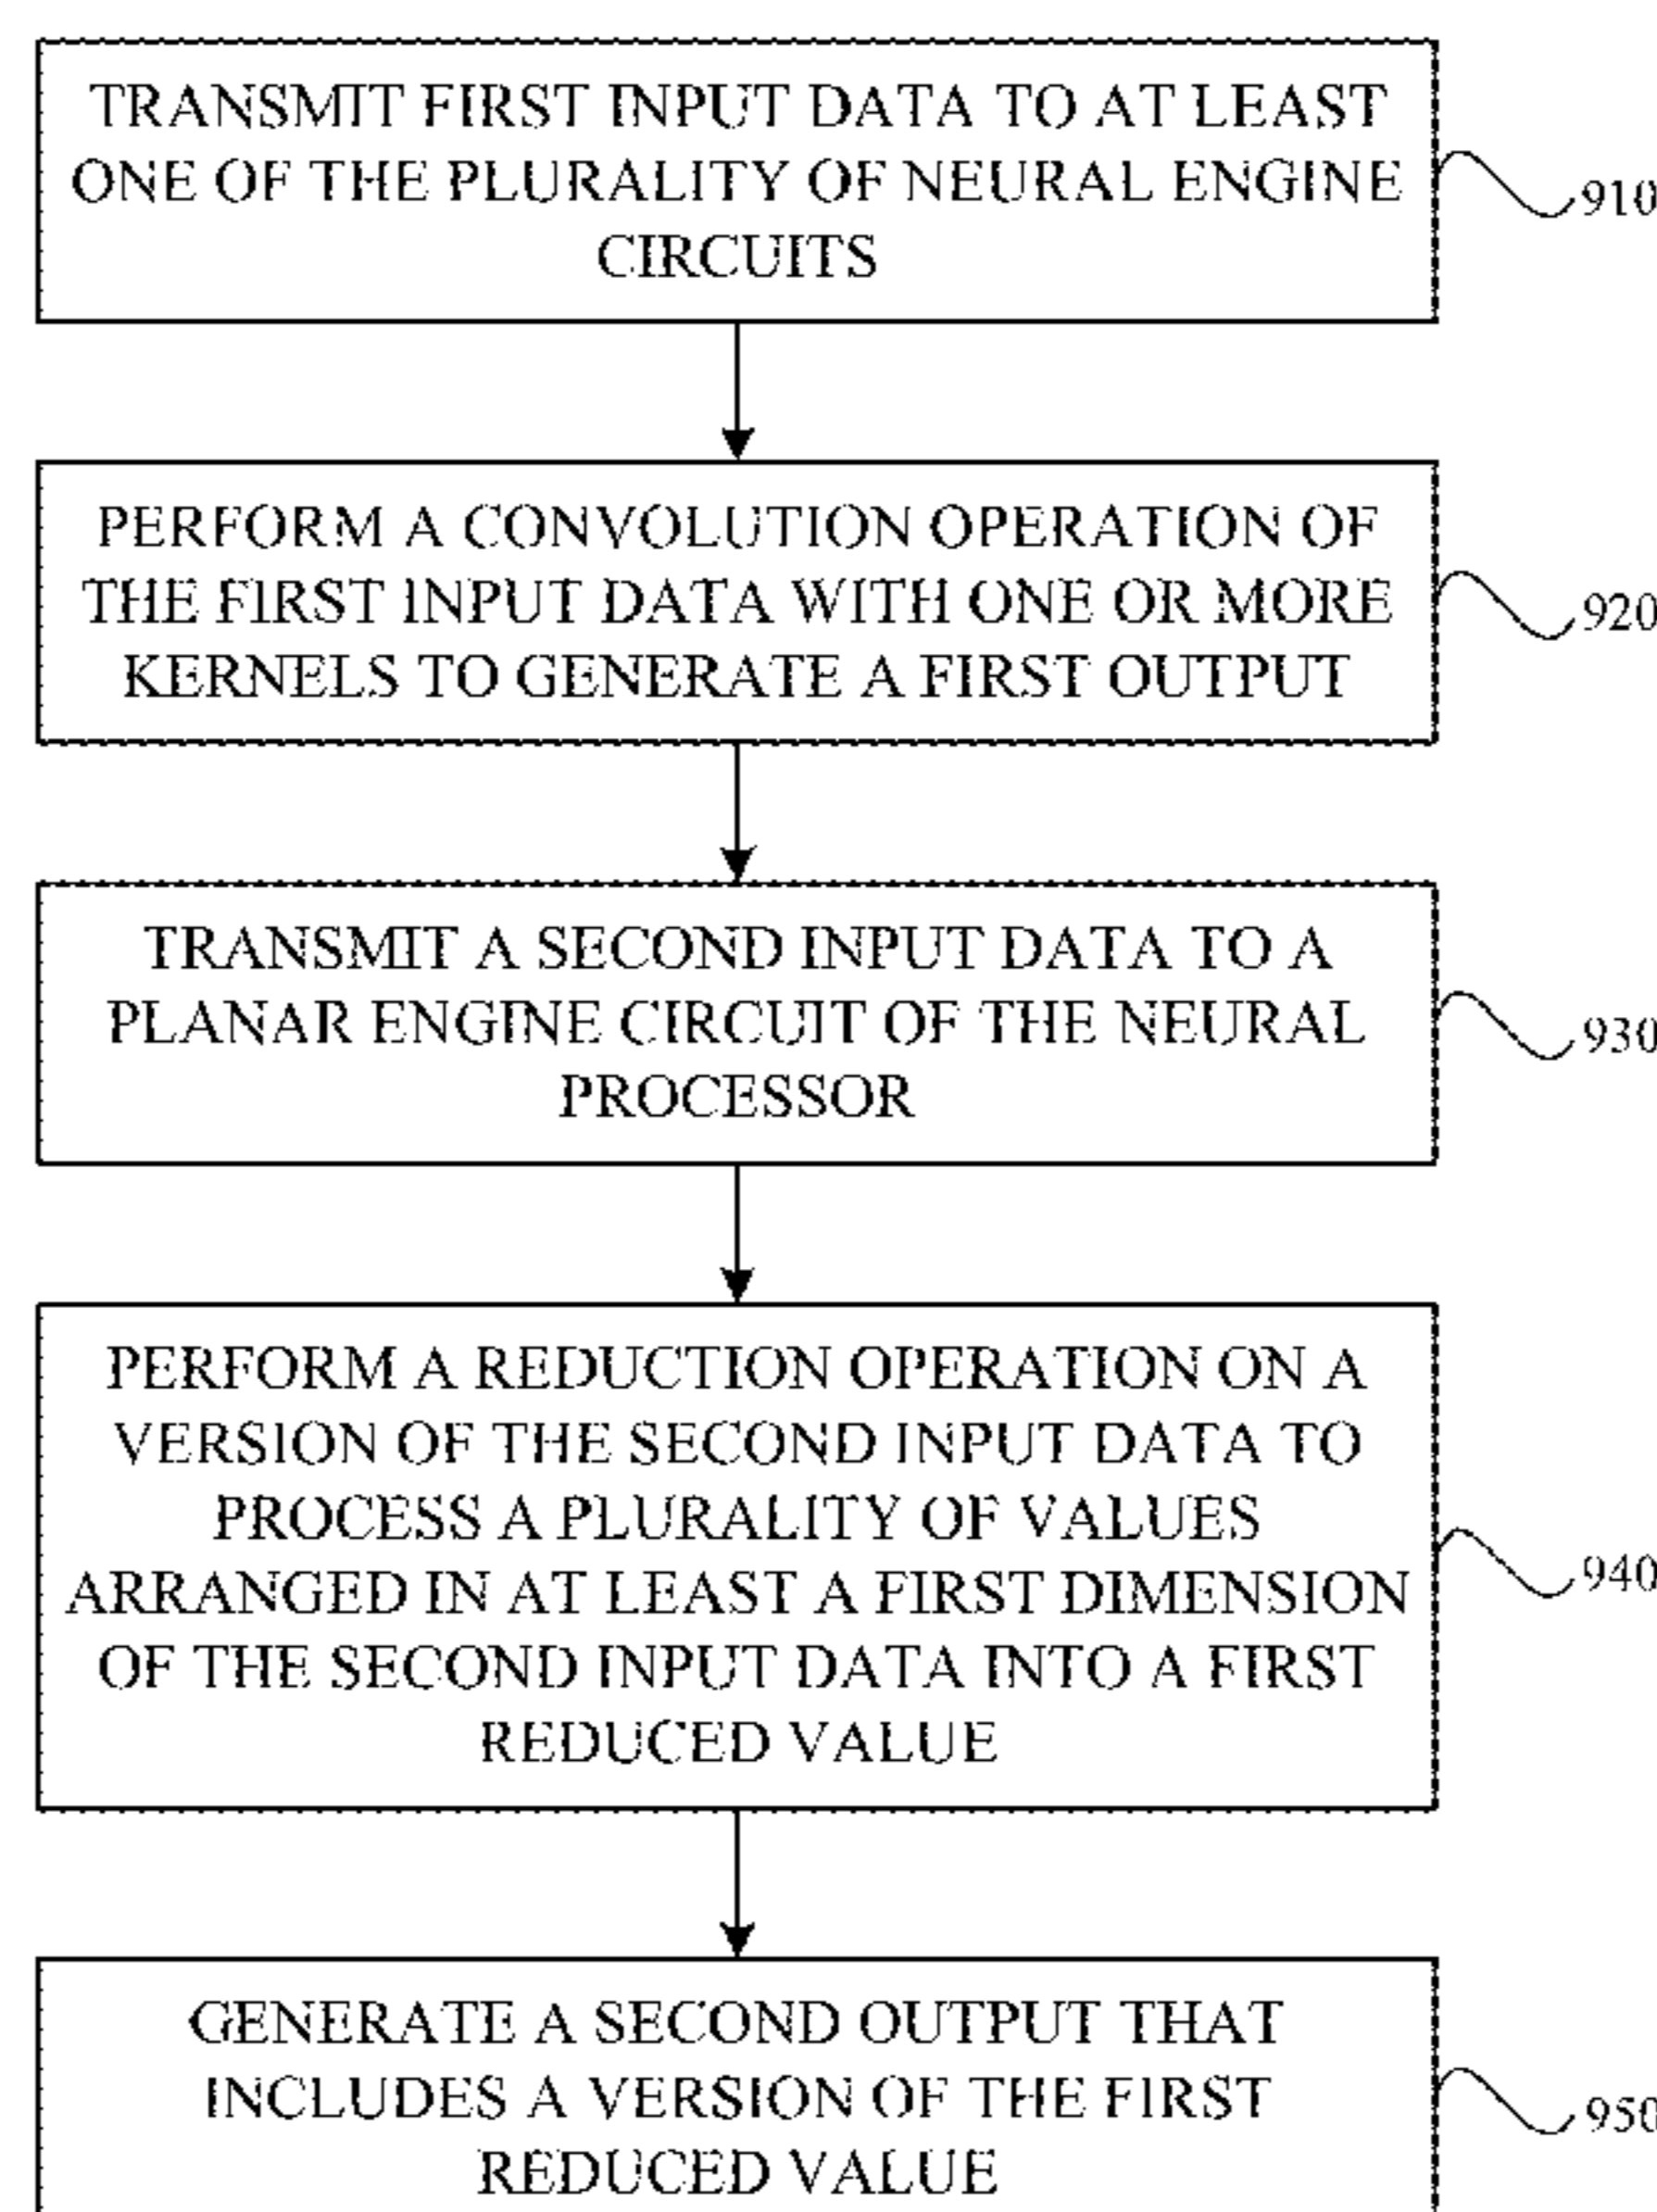 TRANSMIT FIRST INPUT DATA TO AT LEAST
ONE OF THE PLURALITY OF NEURAL ENGINE
CIRCUITS
910
PERFORM A CONVOLUTION OPERATION OF
THE FIRST INPUT DATA WITH ONE OR MORE
KERNELS TO GENERATE A FIRST OUTPUT
920
TRANSMIT A SECOND INPUT DATA TO A
PLANAR ENGINE CIRCUIT OF THE NEURAL
PROCESSOR
930
PERFORM A REDUCTION OPERATION ON A
VERSION OF THE SECOND INPUT DATA TO
PROCESS A PLURALITY OF VALUES
ARRANGED IN AT LEAST A FIRST DIMENSION
OF THE SECOND INPUT DATA INTO A FIRST
REDUCED VALUE
940
GENERATE A SECOND OUTPUT THAT
INCLUDES A VERSION OF THE FIRST
REDUCED VALUE
950